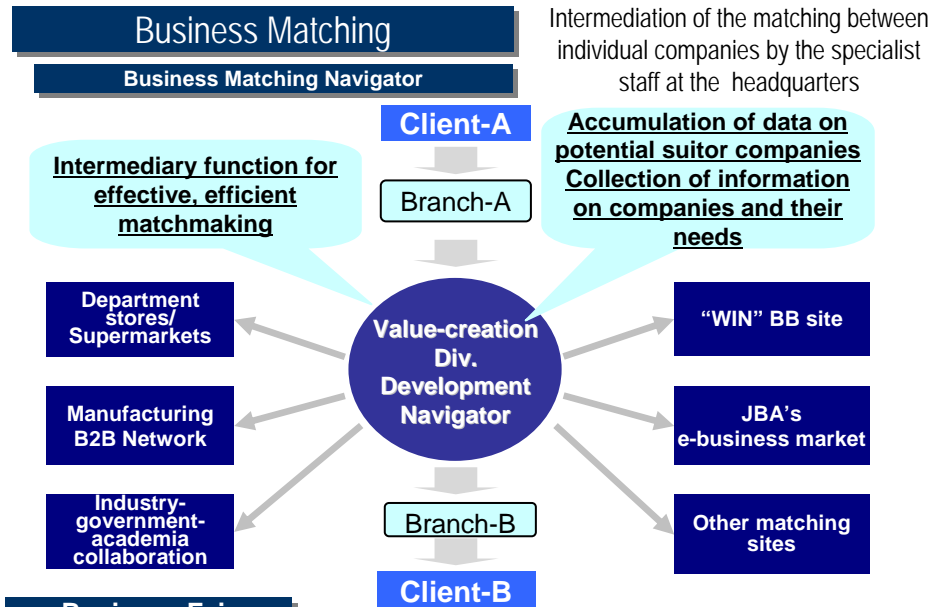 Business Matching
Business Matching Navigator
Intermediation of the matching between
individual companies by the specialist
staff at the headquarters
Client-A
Intermediary function for
effective, efficient
matchmaking
Branch-A
Accumulation of data on
potential suitor companies
Collection of information
on companies and their
needs
Department
stores/
Supermarkets
Manufacturing
B2B Network
Industry-
government-
academia
collaboration
Value-creation
Div.
Development
Navigator
“WIN” BB site
JBA's
e-business market
Other matching
sites
Branch-B
Client-B